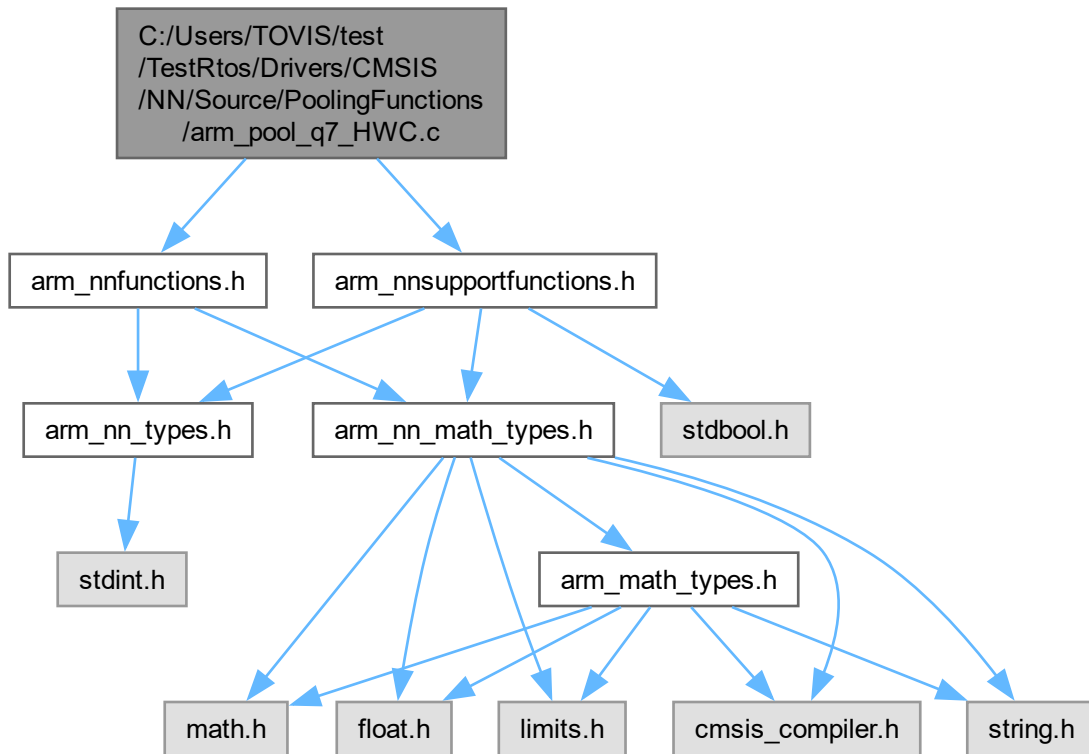 C:/Users/TOVIS/test
/TestRtos/Drivers/CMSIS
/NN/Source/PoolingFunctions
/arm_pool_q7_HWC.c
arm_nnfunctions.h
arm_nnsupportfunctions.h
arm_nn_types.h
arm_nn_math_types.h
stdbool.h
stdint.h
arm_math_types.h
math.h
float.h
limits.h
cmsis_compiler.h
string.h